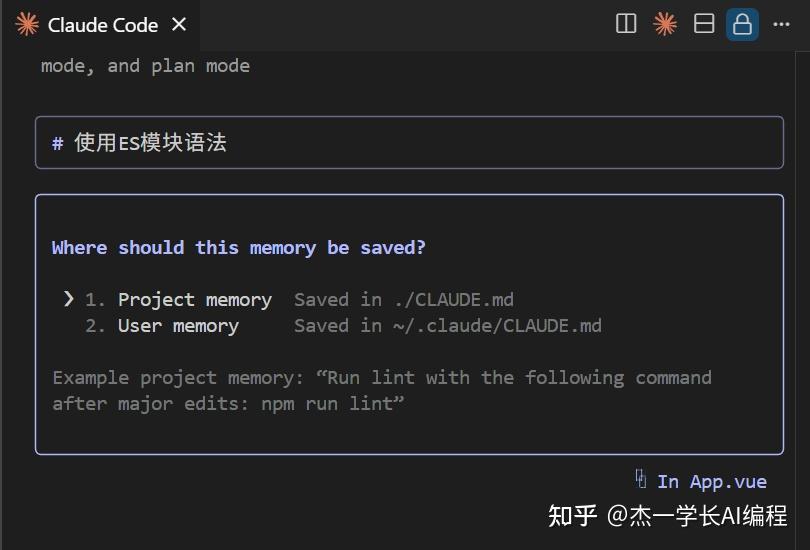 Claude Code
mode, and plan mode
# 使用ES模块语法
Where should this memory be saved?
❯ 1. Project memory Saved in ./CLAUDE.md
2. User memory Saved in ~/.claude/CLAUDE.md
Example project memory: “Run lint with the following command
after major edits: npm run lint”
In App.vue
知乎 @杰一学长AI编程